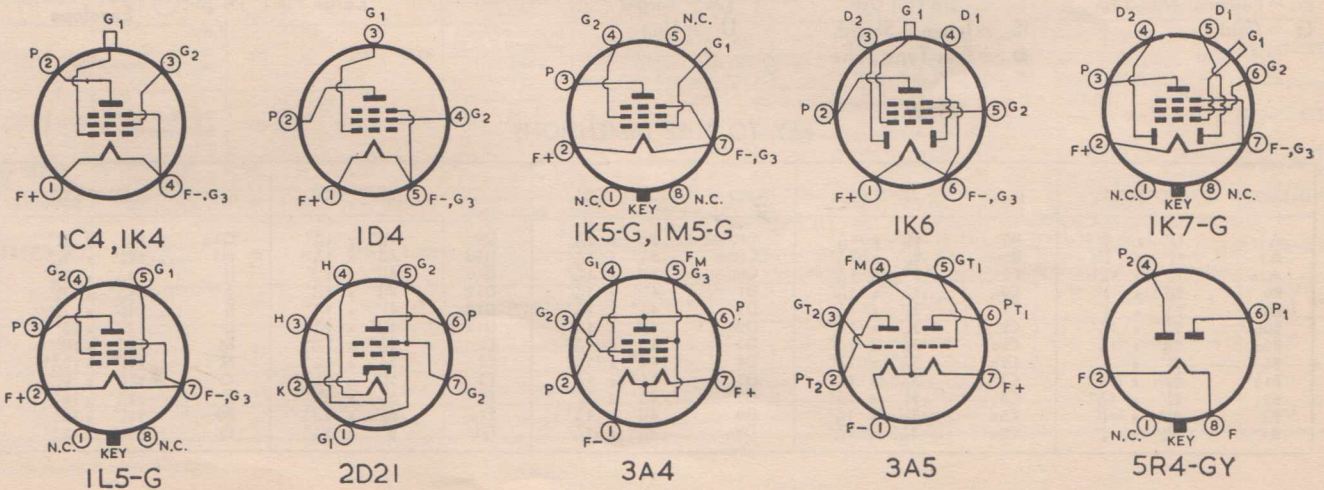 G1
P 2 3 G2
F+ 1 4 F-,G3
1C4, 1K4
G1
3
P 2 4 G2
F+ 1 5 F-,G3
1D4
G2 4 5 N.C.
G1
P 3
F+ 2 7 F-,G3
N.C. 1 KEY 8 N.C.
1K5-G, 1M5-G
D2 3 G1 4 D1
P 2 5 G2
F+ 1 6 F-,G3
1K6
D2 4 5 D1
G1
P 3 6 G2
F+ 2 7 F-,G3
N.C. 1 KEY 8 N.C.
1K7-G
G2 4 5 G1
P 3
F+ 2 7 F-,G3
N.C. 1 KEY 8 N.C.
1L5-G
H 4 5 G2
H 3 6 P
K 2 7 G2
G1 1
2D21
G1 4 5 FM G3
G2 3 6 P
P 2 7 F+
F- 1
3A4
FM 4 5 GT1
GT2 3 6 PT1
PT2 2 7 F+
F- 1
3A5
P2 4
6 P1
F 2
N.C. 1 KEY 8 F
5R4-GY